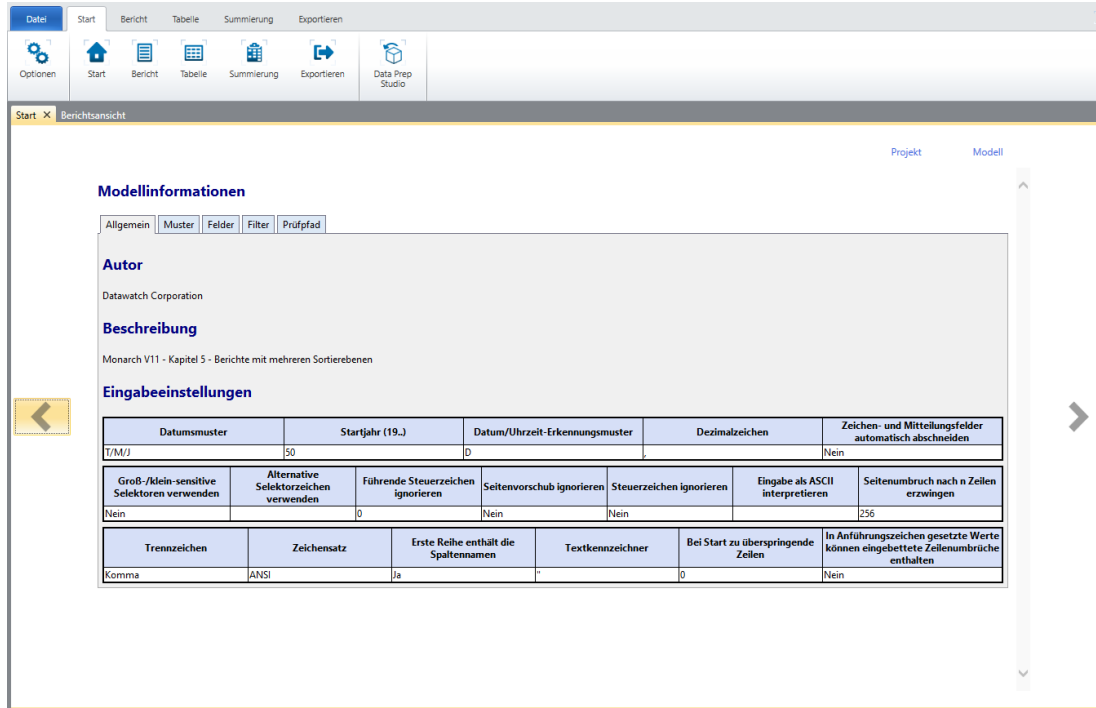 Datei Start Bericht Tabelle Summierung Exportieren
Optionen Start Bericht Tabelle Summierung Exportieren Data Prep
Studio
Start X Berichtsansicht
Projekt Modell
Modellinformationen
Allgemein Muster Felder Filter Prüfpfad
Autor
Datawatch Corporation
Beschreibung
Monarch V11 - Kapitel 5 - Berichte mit mehreren Sortierebenen
Eingabeeinstellungen
Datumsmuster Startjahr (19..) Datum/Uhrzeit-Erkennungsmuster Dezimalzeichen Zeichen- und Mitteilungsfelder
automatisch abschneiden
T/M/J 50 D , Nein
Groß-/klein-sensitive
Selektoren verwenden Alternative
Selektorzeichen
verwenden Führende Steuerzeichen
ignorieren Seitenvorschub ignorieren Steuerzeichen ignorieren Eingabe als ASCII
interpretieren Seitenumbruch nach n Zeilen
erzwingen
Nein 0 Nein Nein 256
Trennzeichen Zeichensatz Erste Reihe enthält die
Spaltennamen Textkennzeichner Bei Start zu überspringende
Zeilen In Anführungszeichen gesetzte Werte
können eingebettete Zeilenumbrüche
enthalten
Komma ANSI Ja " 0 Nein